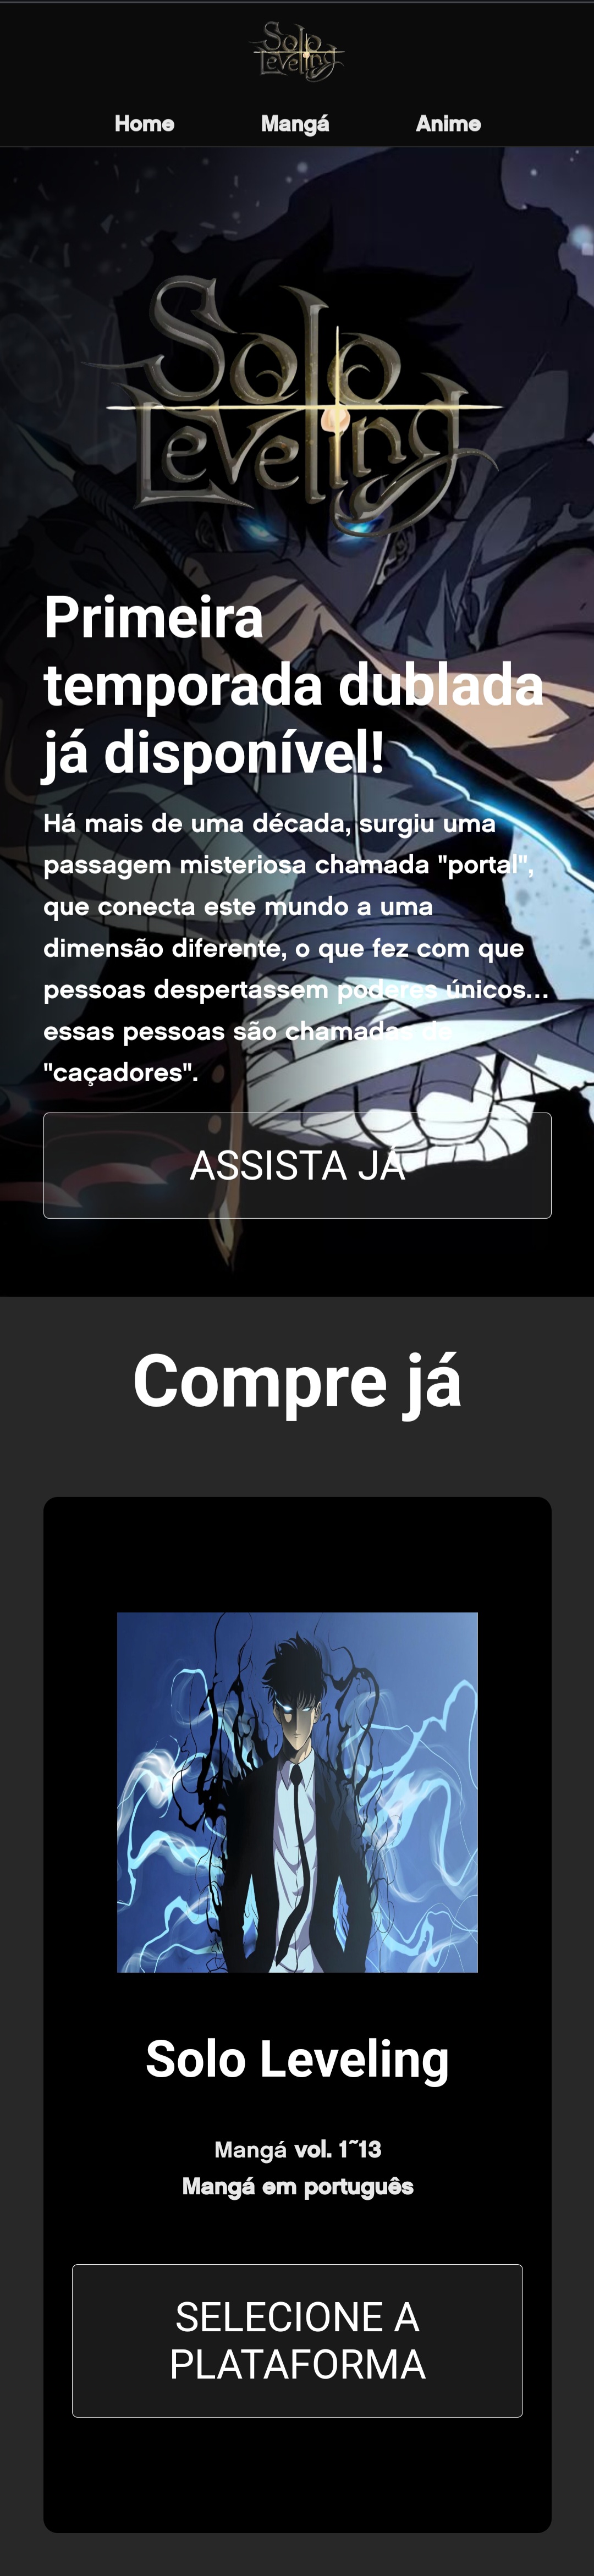 Solo
Leveling
Home Mangá Anime
Solo
Leveling
Primeira
temporada dublada
já disponível!
Há mais de uma década, surgiu uma
passagem misteriosa chamada "portal",
que conecta este mundo a uma
dimensão diferente, o que fez com que
pessoas despertassem poderes únicos...
essas pessoas são chamadas de
"caçadores".
ASSISTA JÁ
Compre já
Solo Leveling
Mangá vol. 1~13
Mangá em português
SELECIONE A
PLATAFORMA